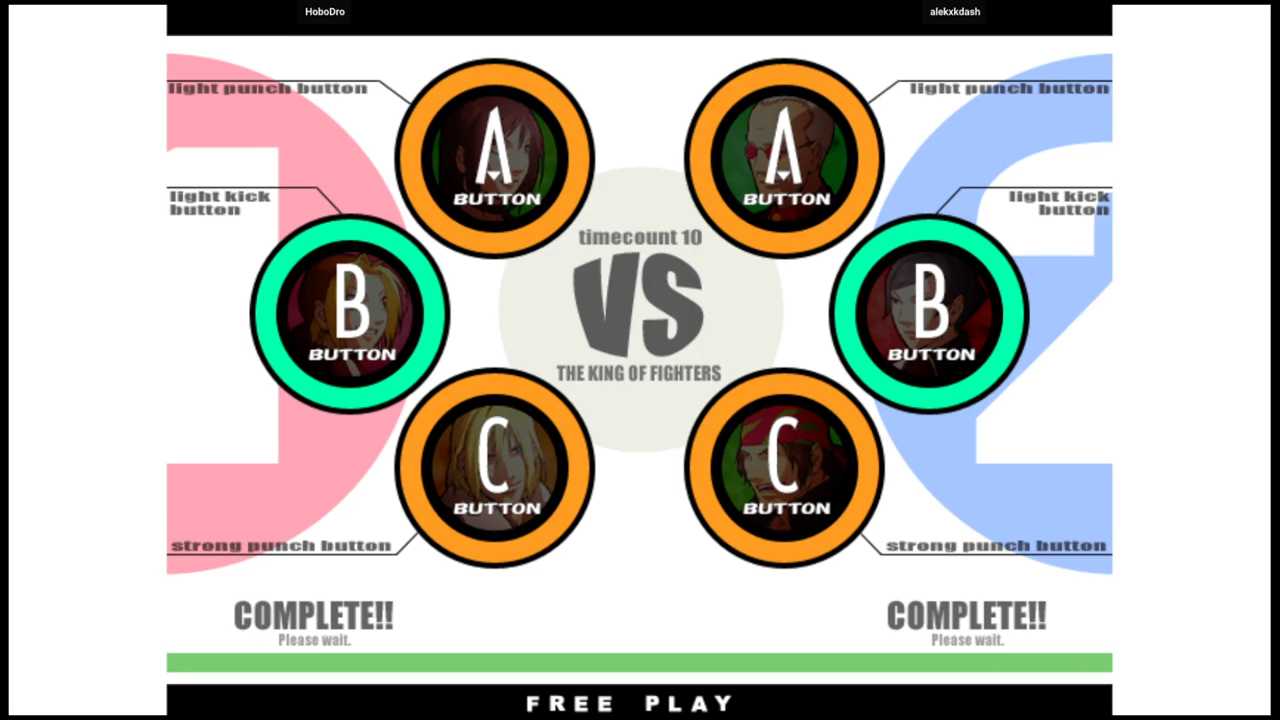 HoboDro
alekxkdash
light punch button
A
BUTTON
A
BUTTON
light punch button
light kick
button
B
BUTTON
timecount 10
VS
THE KING OF FIGHTERS
light kick
button
B
BUTTON
C
BUTTON
C
BUTTON
strong punch button
strong punch button
COMPLETE!!
Please wait.
COMPLETE!!
Please wait.
FREE PLAY